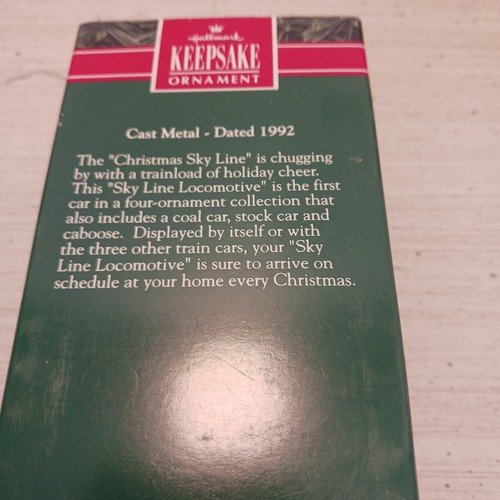 Hallmark
KEEPSAKE
ORNAMENT
Cast Metal - Dated 1992
The "Christmas Sky Line" is chugging
by with a trainload of holiday cheer.
This "Sky Line Locomotive" is the first
car in a four-ornament collection that
also includes a coal car, stock car and
caboose. Displayed by itself or with
the three other train cars, your "Sky
Line Locomotive" is sure to arrive on
schedule at your home every Christmas.